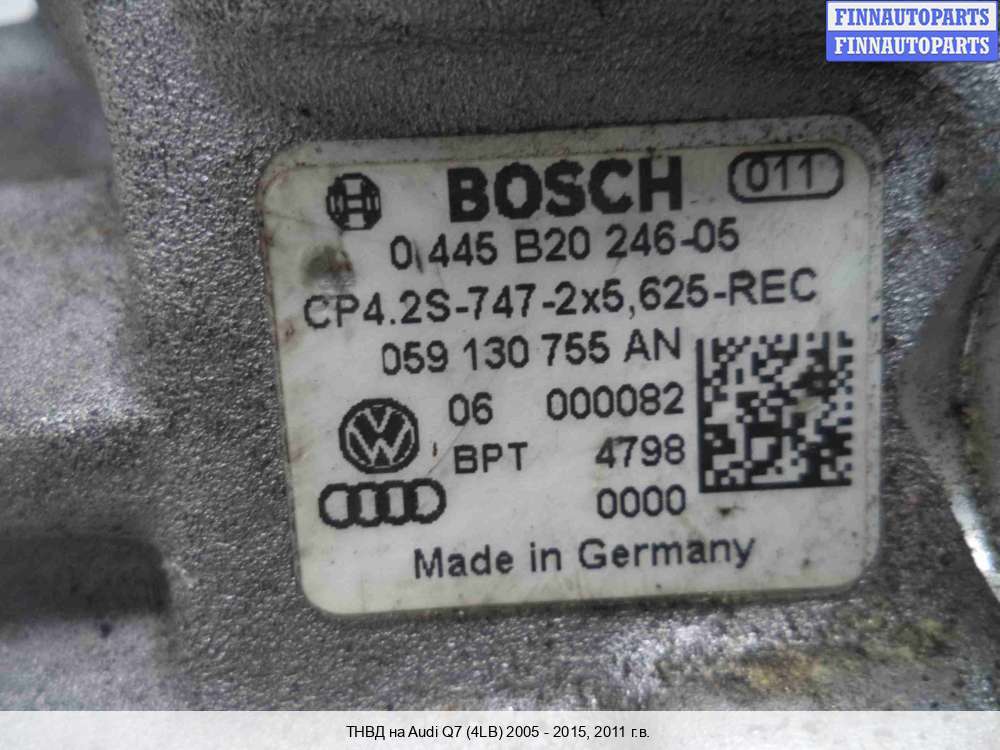 FINNAUTOPARTS
FINNAUTOPARTS
BOSCH 011
0 445 B20 246-05
CP4.2S-747-2x5,625-REC
059 130 755 AN
06 000082
BPT 4798
0000
Made in Germany
ТНВД на Audi Q7 (4LB) 2005 - 2015, 2011 г.в.